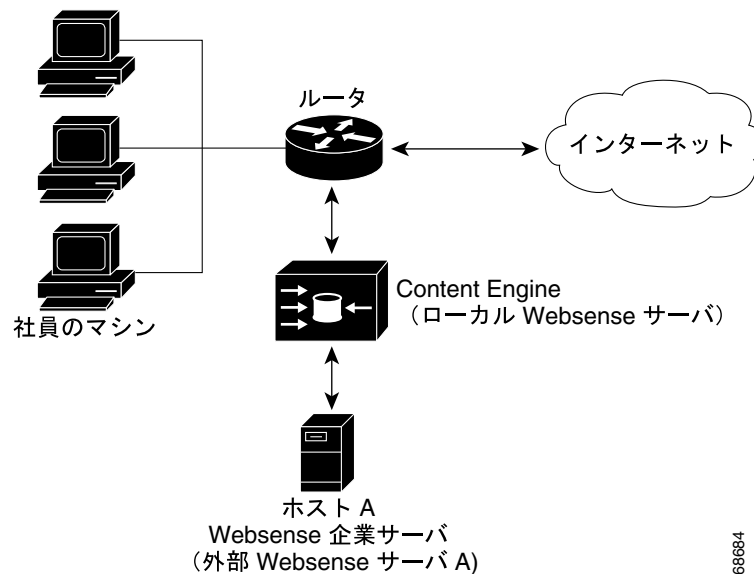 ルータ
インターネット
社員のマシン
Content Engine
（ローカル Websense サーバ）
ホスト A
Websense 企業サーバ
（外部 Websense サーバ A)
68684